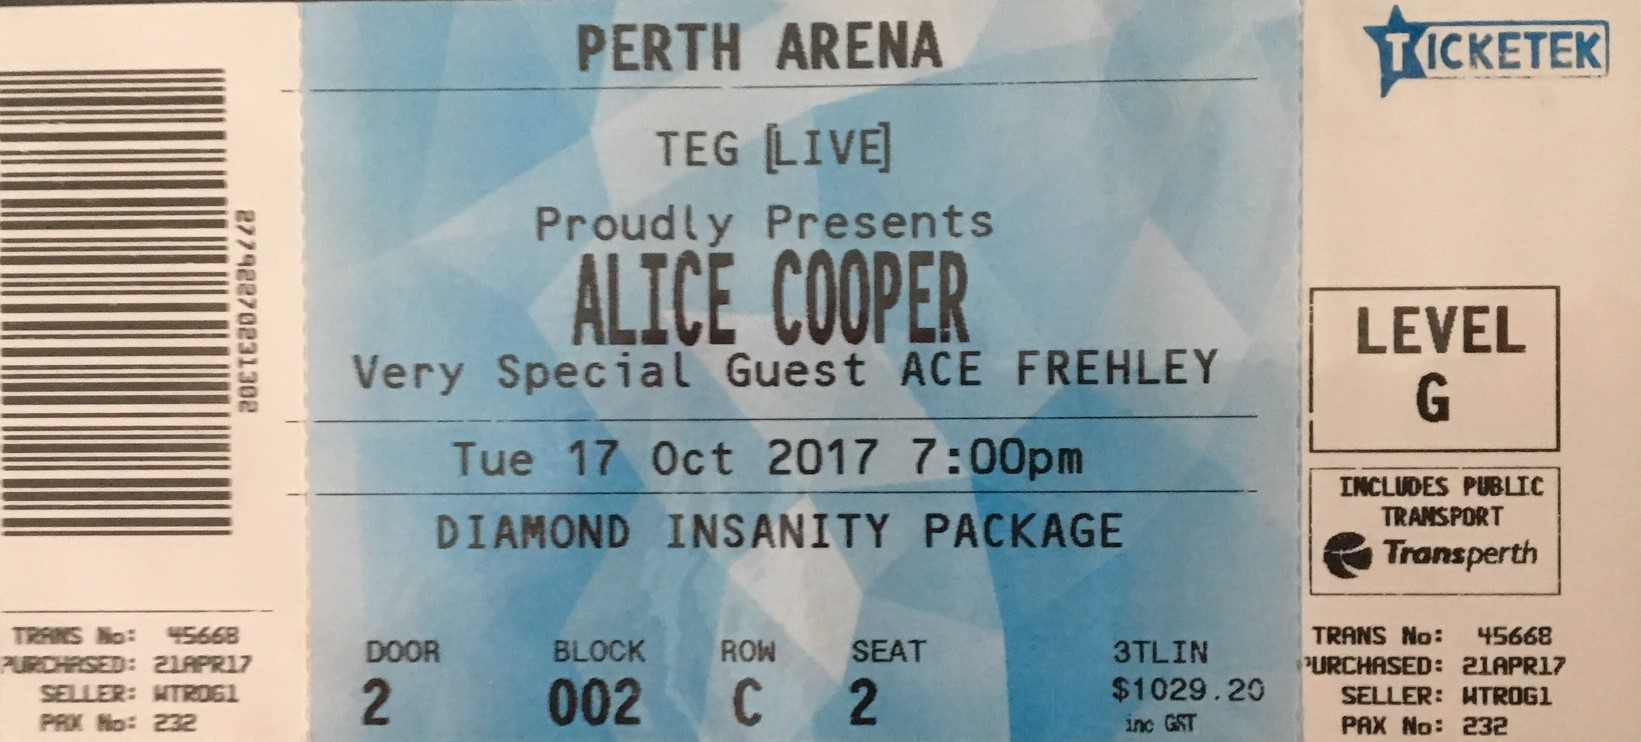 PERTH ARENA
TEG [LIVE]
Proudly Presents
ALICE COOPER
Very Special Guest ACE FREHLEY
Tue 17 Oct 2017 7:00pm
DIAMOND INSANITY PACKAGE
DOOR BLOCK ROW SEAT 3TLIN
2 002 C 2 $1029.20
inc GST
27792270231302
TRANS No: 45668
PURCHASED: 21APR17
SELLER: WTROG1
PAX No: 232
TICKETEK
LEVEL
G
INCLUDES PUBLIC
TRANSPORT
Transperth
TRANS No: 45668
PURCHASED: 21APR17
SELLER: WTROG1
PAX No: 232